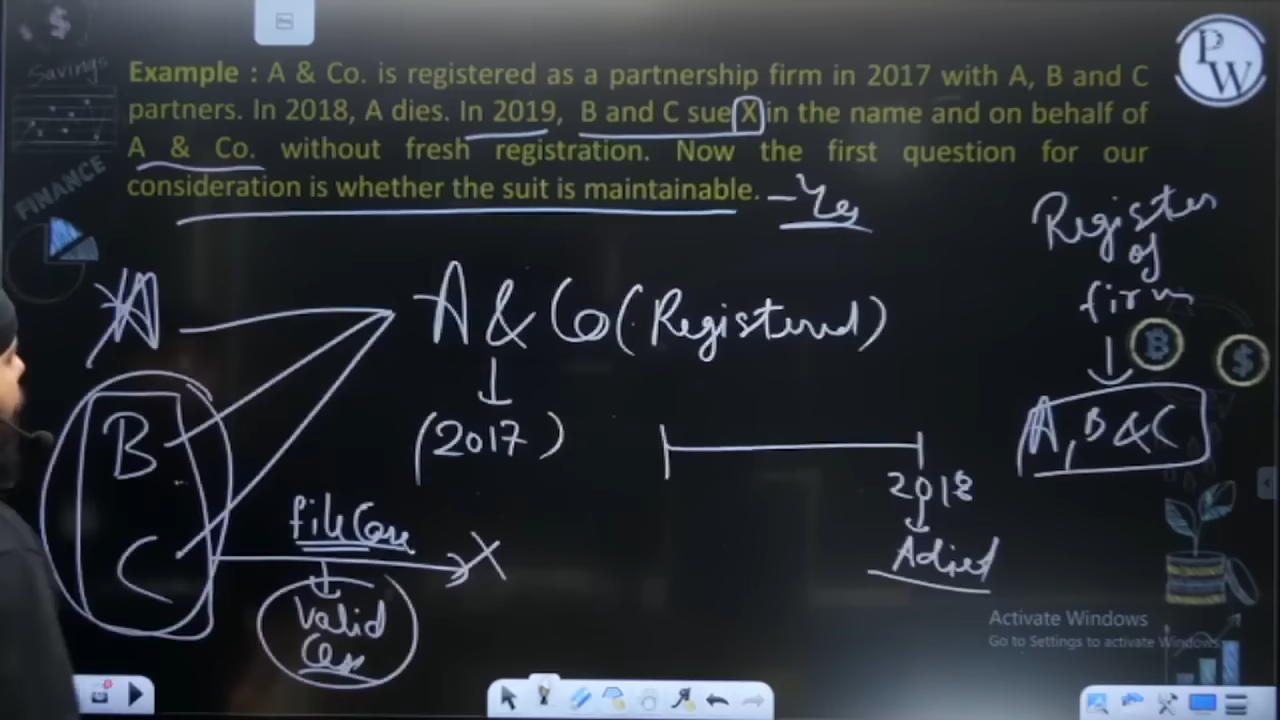 Savings
FINANCE
PW
Example : A & Co. is registered as a partnership firm in 2017 with A, B and C
partners. In 2018, A dies. In 2019, B and C sue X in the name and on behalf of
A & Co. without fresh registration. Now the first question for our
consideration is whether the suit is maintainable. - Yes
Register
of
firm
A, B & C
A
B
C
A & Co (Registered)
(2017)
2018
A died
file Case
X
Valid
Case
Activate Windows
Go to Settings to activate Windows.